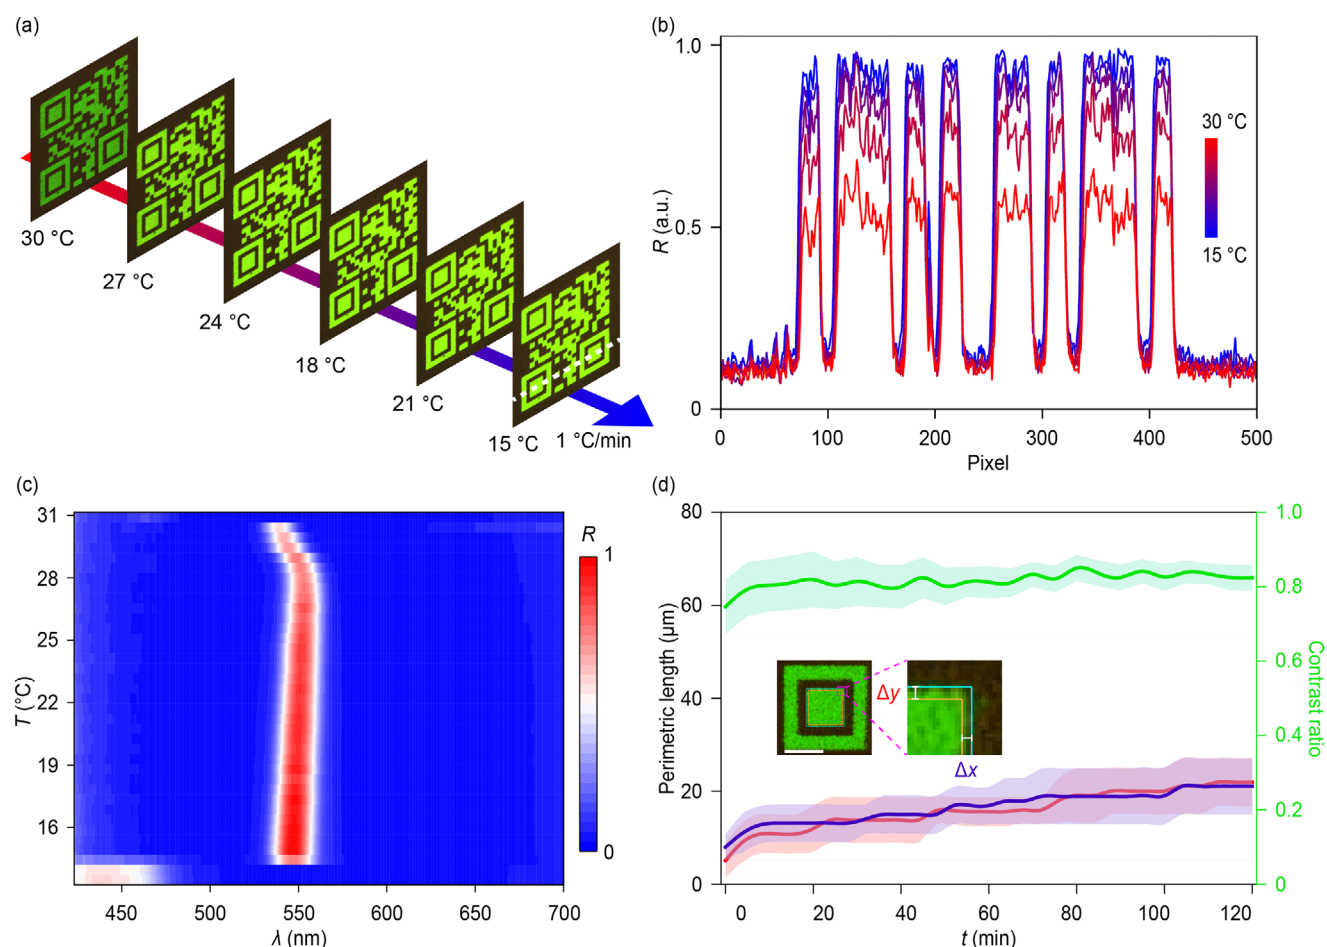 (a)
30 °C
27 °C
24 °C
18 °C
21 °C
15 °C
1 °C/min
(b)
1.0
0.5
0
R (a.u.)
0 100 200 300 400 500
Pixel
30 °C
15 °C
(c)
31
28
25
22
19
16
T (°C)
450 500 550 600 650 700
λ (nm)
R
1
0
(d)
80
60
40
20
0
Perimetric length (μm)
1.0
0.8
0.6
0.4
0.2
0
Contrast ratio
Δy
Δx
0 20 40 60 80 100 120
t (min)